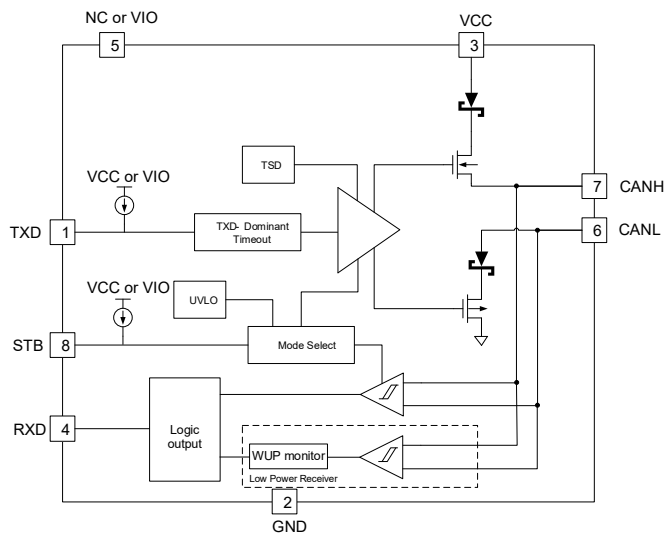 NC or VIO
5
VCC
3
TSD
VCC or VIO
7
CANH
TXD
1
TXD- Dominant
Timeout
6
CANL
VCC or VIO
UVLO
STB
8
Mode Select
RXD
4
Logic
output
WUP monitor
Low Power Receiver
2
GND